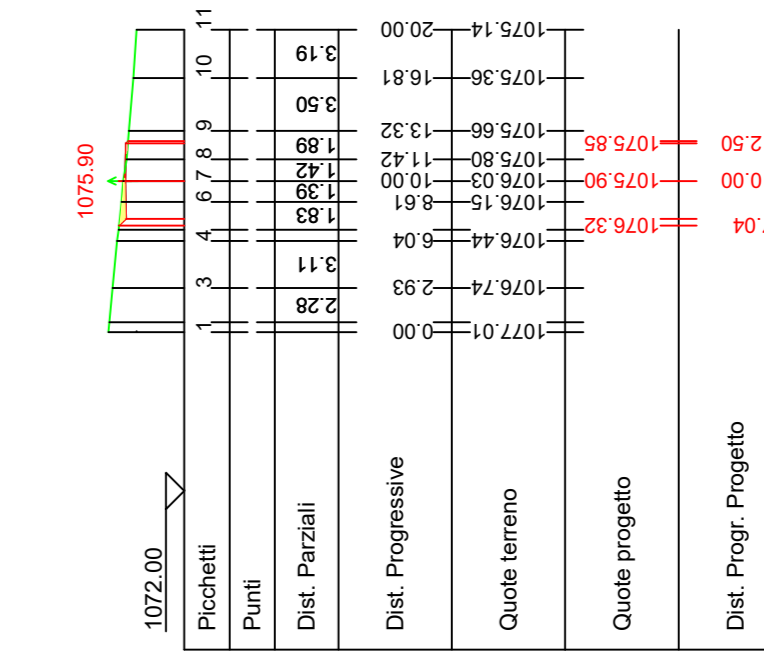 1075.90
1072.00
Picchetti 1 3 4 6 7 8 9 10 11
Punti
Dist. Parziali 2.28 3.11 1.83 1.39 1.42 1.89 3.50 3.19
Dist. Progressive 0.00 2.93 6.04 8.61 10.00 11.42 13.32 16.81 20.00
Quote terreno 1077.01 1076.74 1076.44 1076.15 1076.03 1075.80 1075.66 1075.36 1075.14
Quote progetto 1076.32 1075.90 1075.85
Dist. Progr. Progetto 0.00 2.50